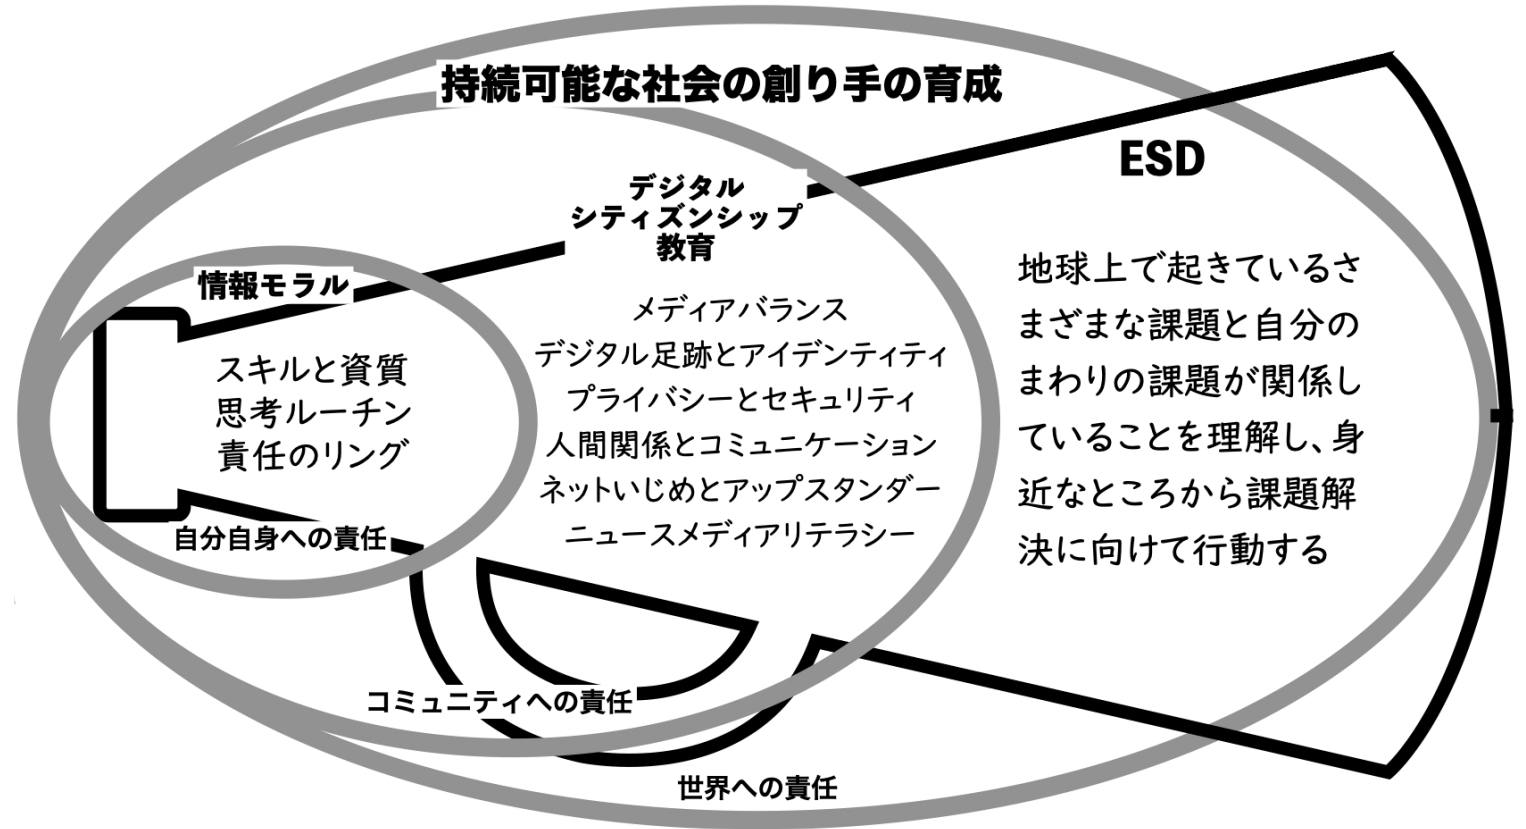 持続可能な社会の創り手の育成
ESD
デジタル
シティズンシップ
教育
情報モラル
スキルと資質
思考ルーチン
責任のリング
メディアバランス
デジタル足跡とアイデンティティ
プライバシーとセキュリティ
人間関係とコミュニケーション
ネットいじめとアップスタンダー
ニュースメディアリテラシー
地球上で起きているさ
まざまな課題と自分の
まわりの課題が関係し
ていることを理解し、身
近なところから課題解
決に向けて行動する
自分自身への責任
コミュニティへの責任
世界への責任